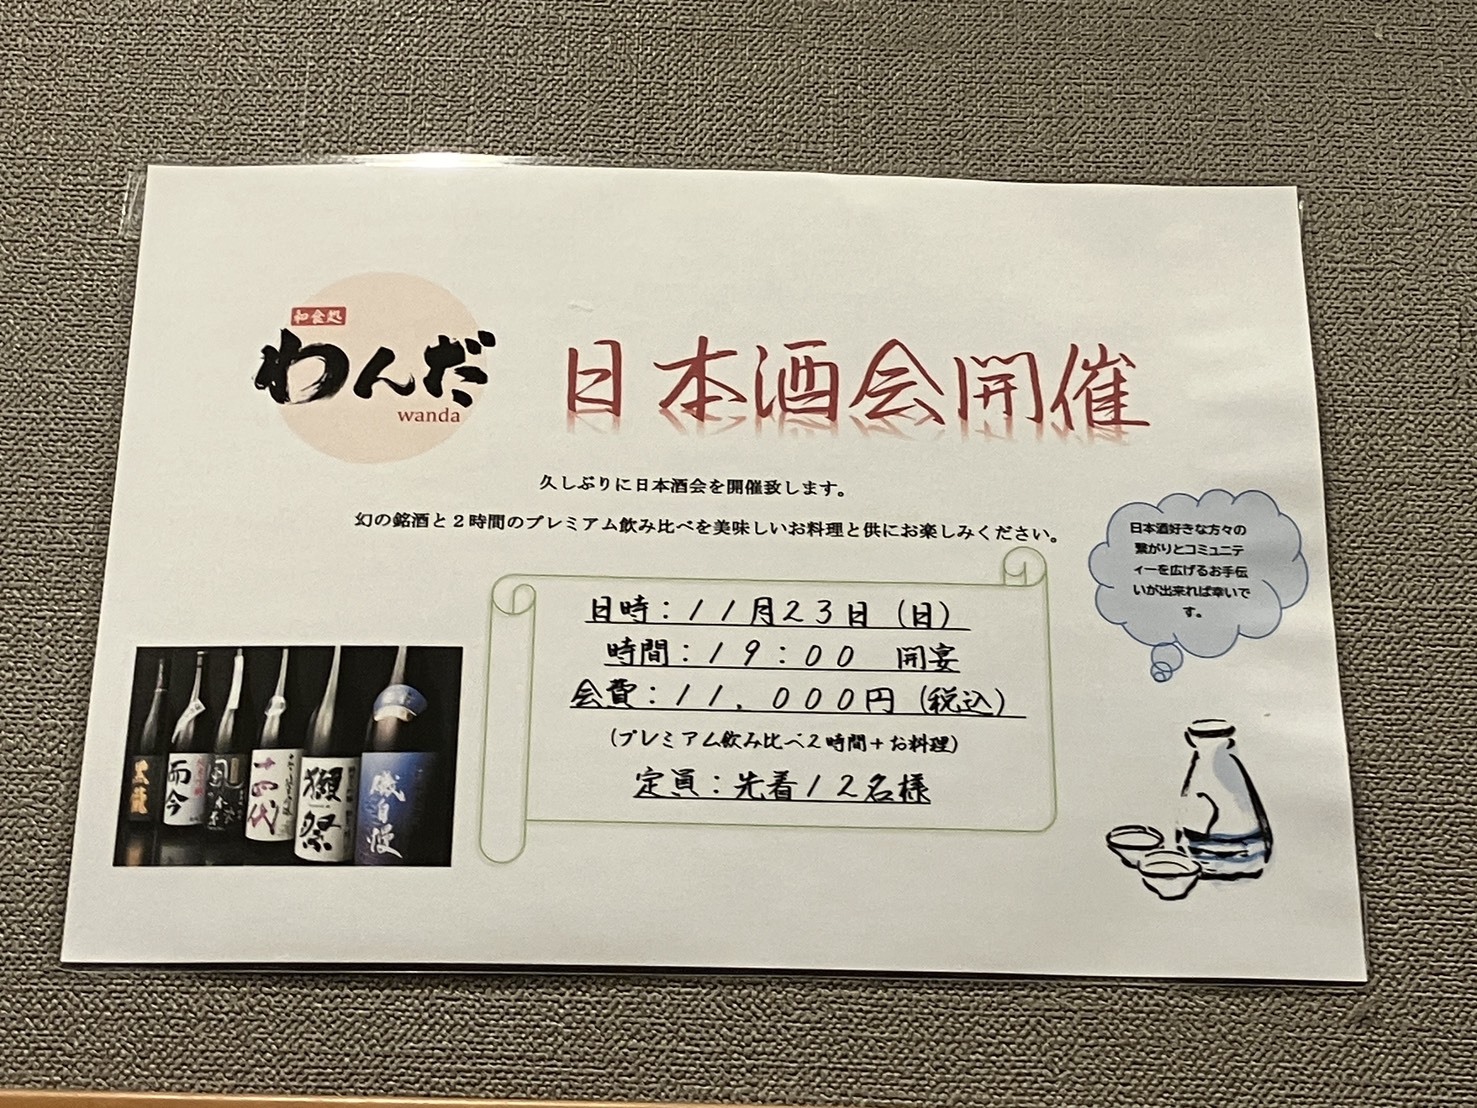 和食処
わんだ
wanda
日本酒会開催
久しぶりに日本酒会を開催致します。
幻の銘酒と２時間のプレミアム飲み比べを美味しいお料理と供にお楽しみください。
日本酒好きな方々の
繋がりとコミュニテ
ィーを広げるお手伝
いが出来れば幸いで
す。
日時：１１月２３日（日）
時間：１９：００　開宴
会費：１１，０００円（税込）
（プレミアム飲み比べ２時間＋お料理）
定員：先着１２名様
而今
十四代
獺祭
磯自慢